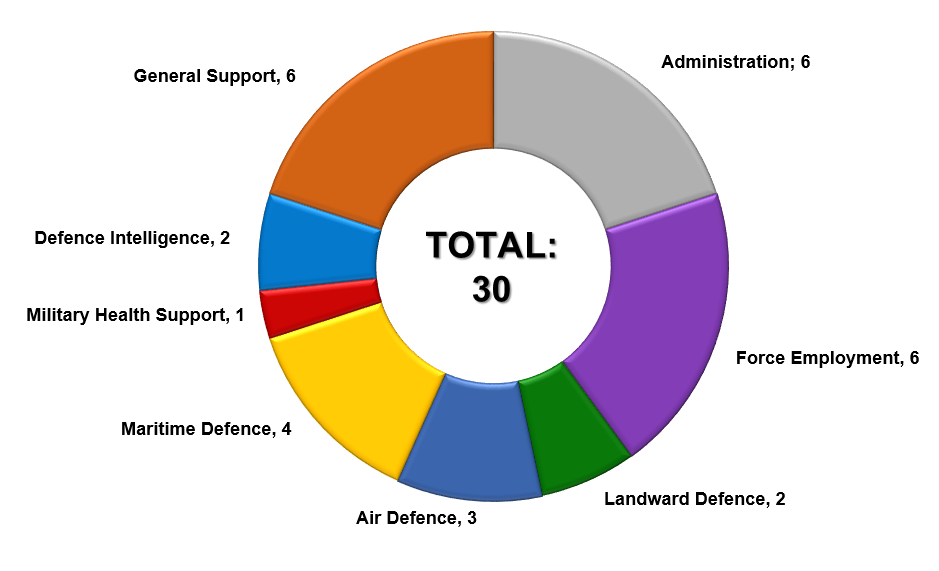 Administration; 6
General Support, 6
Defence Intelligence, 2
TOTAL:
30
Military Health Support, 1
Force Employment, 6
Maritime Defence, 4
Landward Defence, 2
Air Defence, 3